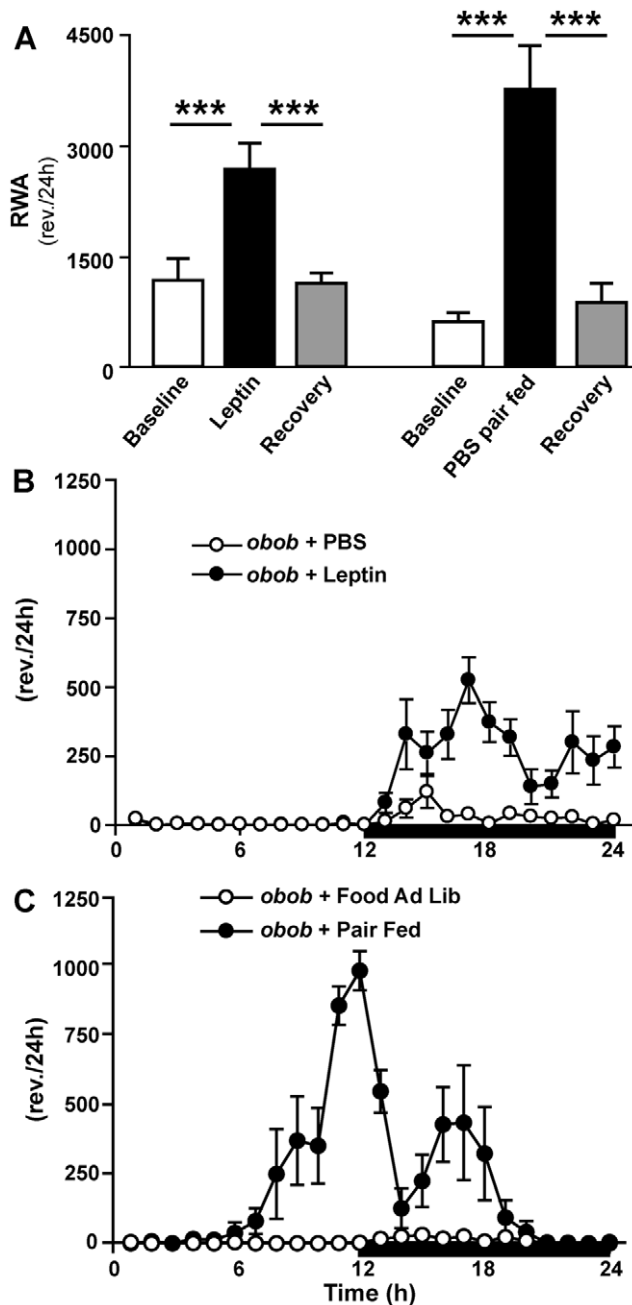 A
4500
3000
1500
0
RWA
(rev./24h)
*** ***
*** ***
Baseline
Leptin
Recovery
Baseline
PBS pair fed
Recovery
B
1250
1000
750
500
250
0
(rev./24h)
obob + PBS
obob + Leptin
0 6 12 18 24
C
1250
1000
750
500
250
0
(rev./24h)
obob + Food Ad Lib
obob + Pair Fed
0 6 12 18 24
Time (h)